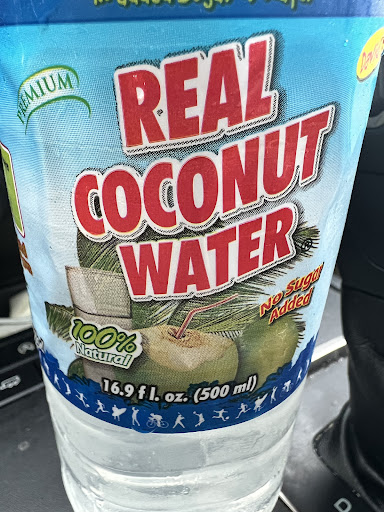 PREMIUM
REAL
COCONUT
WATER
No Sugar
Added
100%
Natural
16.9 fl. oz. (500 ml)